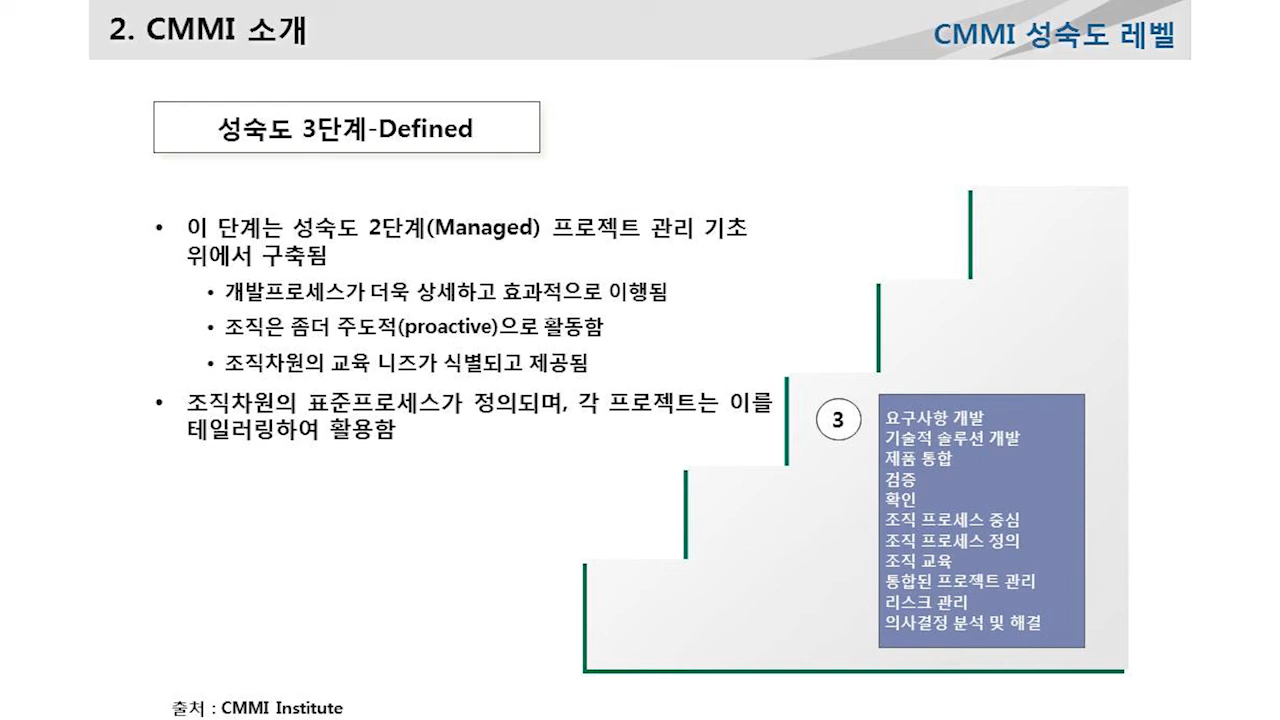 2. CMMI 소개
CMMI 성숙도 레벨
성숙도 3단계-Defined
• 이 단계는 성숙도 2단계(Managed) 프로젝트 관리 기초
위에서 구축됨
• 개발프로세스가 더욱 상세하고 효과적으로 이행됨
• 조직은 좀더 주도적(proactive)으로 활동함
• 조직차원의 교육 니즈가 식별되고 제공됨
• 조직차원의 표준프로세스가 정의되며, 각 프로젝트는 이를
테일러링하여 활용함
3
요구사항 개발
기술적 솔루션 개발
제품 통합
검증
확인
조직 프로세스 중심
조직 프로세스 정의
조직 교육
통합된 프로젝트 관리
리스크 관리
의사결정 분석 및 해결
출처 : CMMI Institute